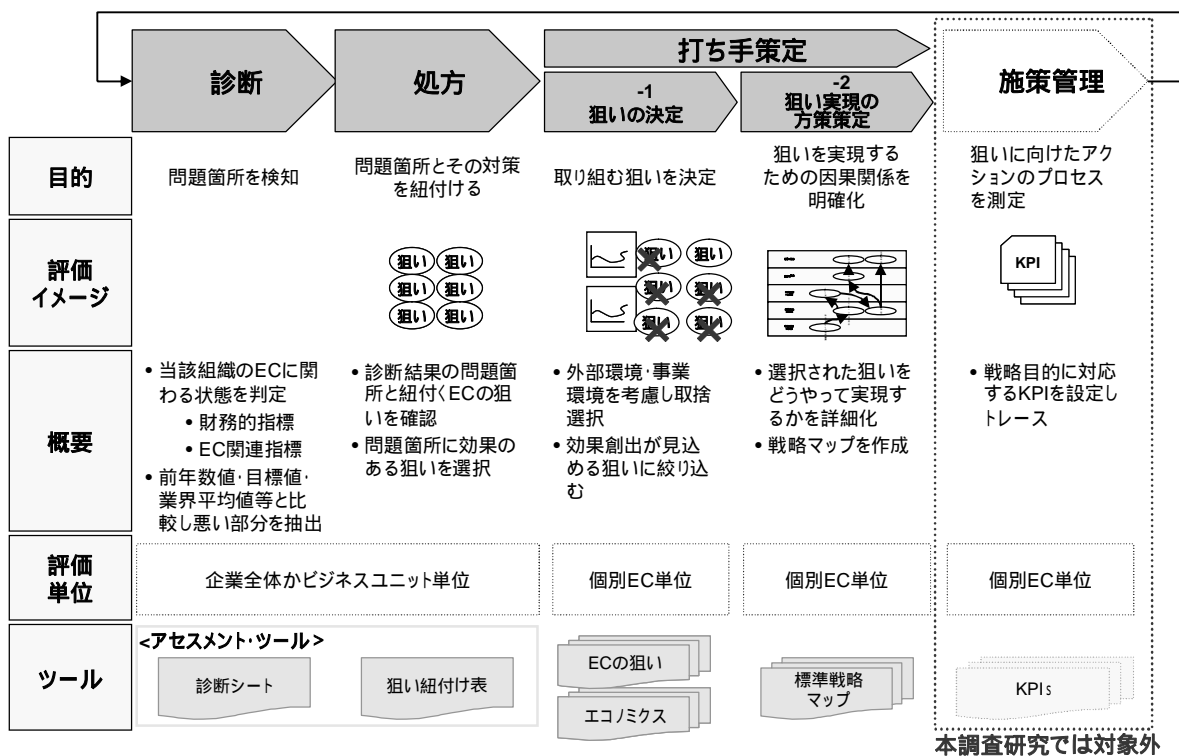 診断
処方
打ち手策定
-1
狙いの決定
-2
狙い実現の
方策策定
施策管理
目的
問題箇所を検知
問題箇所とその対策
を紐付ける
取り組む狙いを決定
狙いを実現する
ための因果関係を
明確化
狙いに向けたアク
ションのプロセス
を測定
評価
イメージ
狙い 狙い
狙い 狙い
狙い 狙い
狙い 狙い
狙い 狙い
狙い 狙い
KPI
概要
• 当該組織のECに関
わる状態を判定
• 財務的指標
• EC関連指標
• 前年数値・目標値・
業界平均値等と比
較し悪い部分を抽出
• 診断結果の問題箇
所と紐付くECの狙
いを確認
• 問題箇所に効果の
ある狙いを選択
• 外部環境・事業
環境を考慮し取捨
選択
• 効果創出が見込
める狙いに絞り込
む
• 選択された狙いを
どうやって実現す
るかを詳細化
• 戦略マップを作成
• 戦略目的に対応
するKPIを設定し
トレース
評価
単位
企業全体かビジネスユニット単位
個別EC単位
個別EC単位
個別EC単位
ツール
<アセスメント・ツール>
診断シート
狙い紐付け表
ECの狙い
エコノミクス
標準戦略
マップ
KPIs
本調査研究では対象外